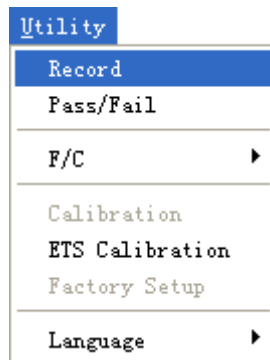 Utility
Record
Pass/Fail
F/C
Calibration
ETS Calibration
Factory Setup
Language